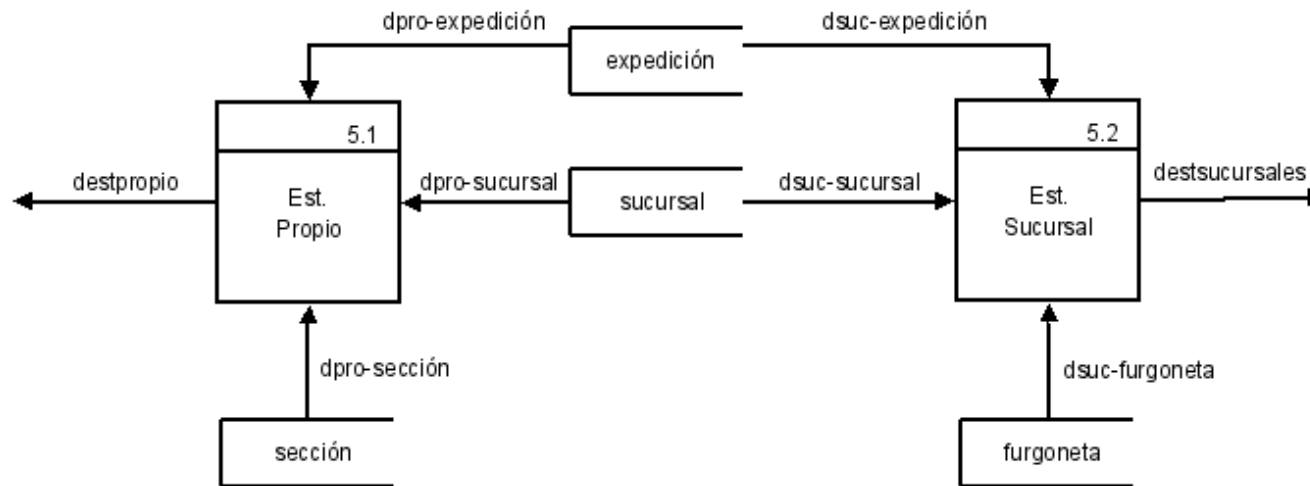 dpro-expedición
dsuc-expedición
expedición
5.1
5.2
destpropio
Est.
Propio
dpro-sucursal
sucursal
dsuc-sucursal
Est.
Sucursal
destsucursales
dpro-sección
dsuc-furgoneta
sección
furgoneta